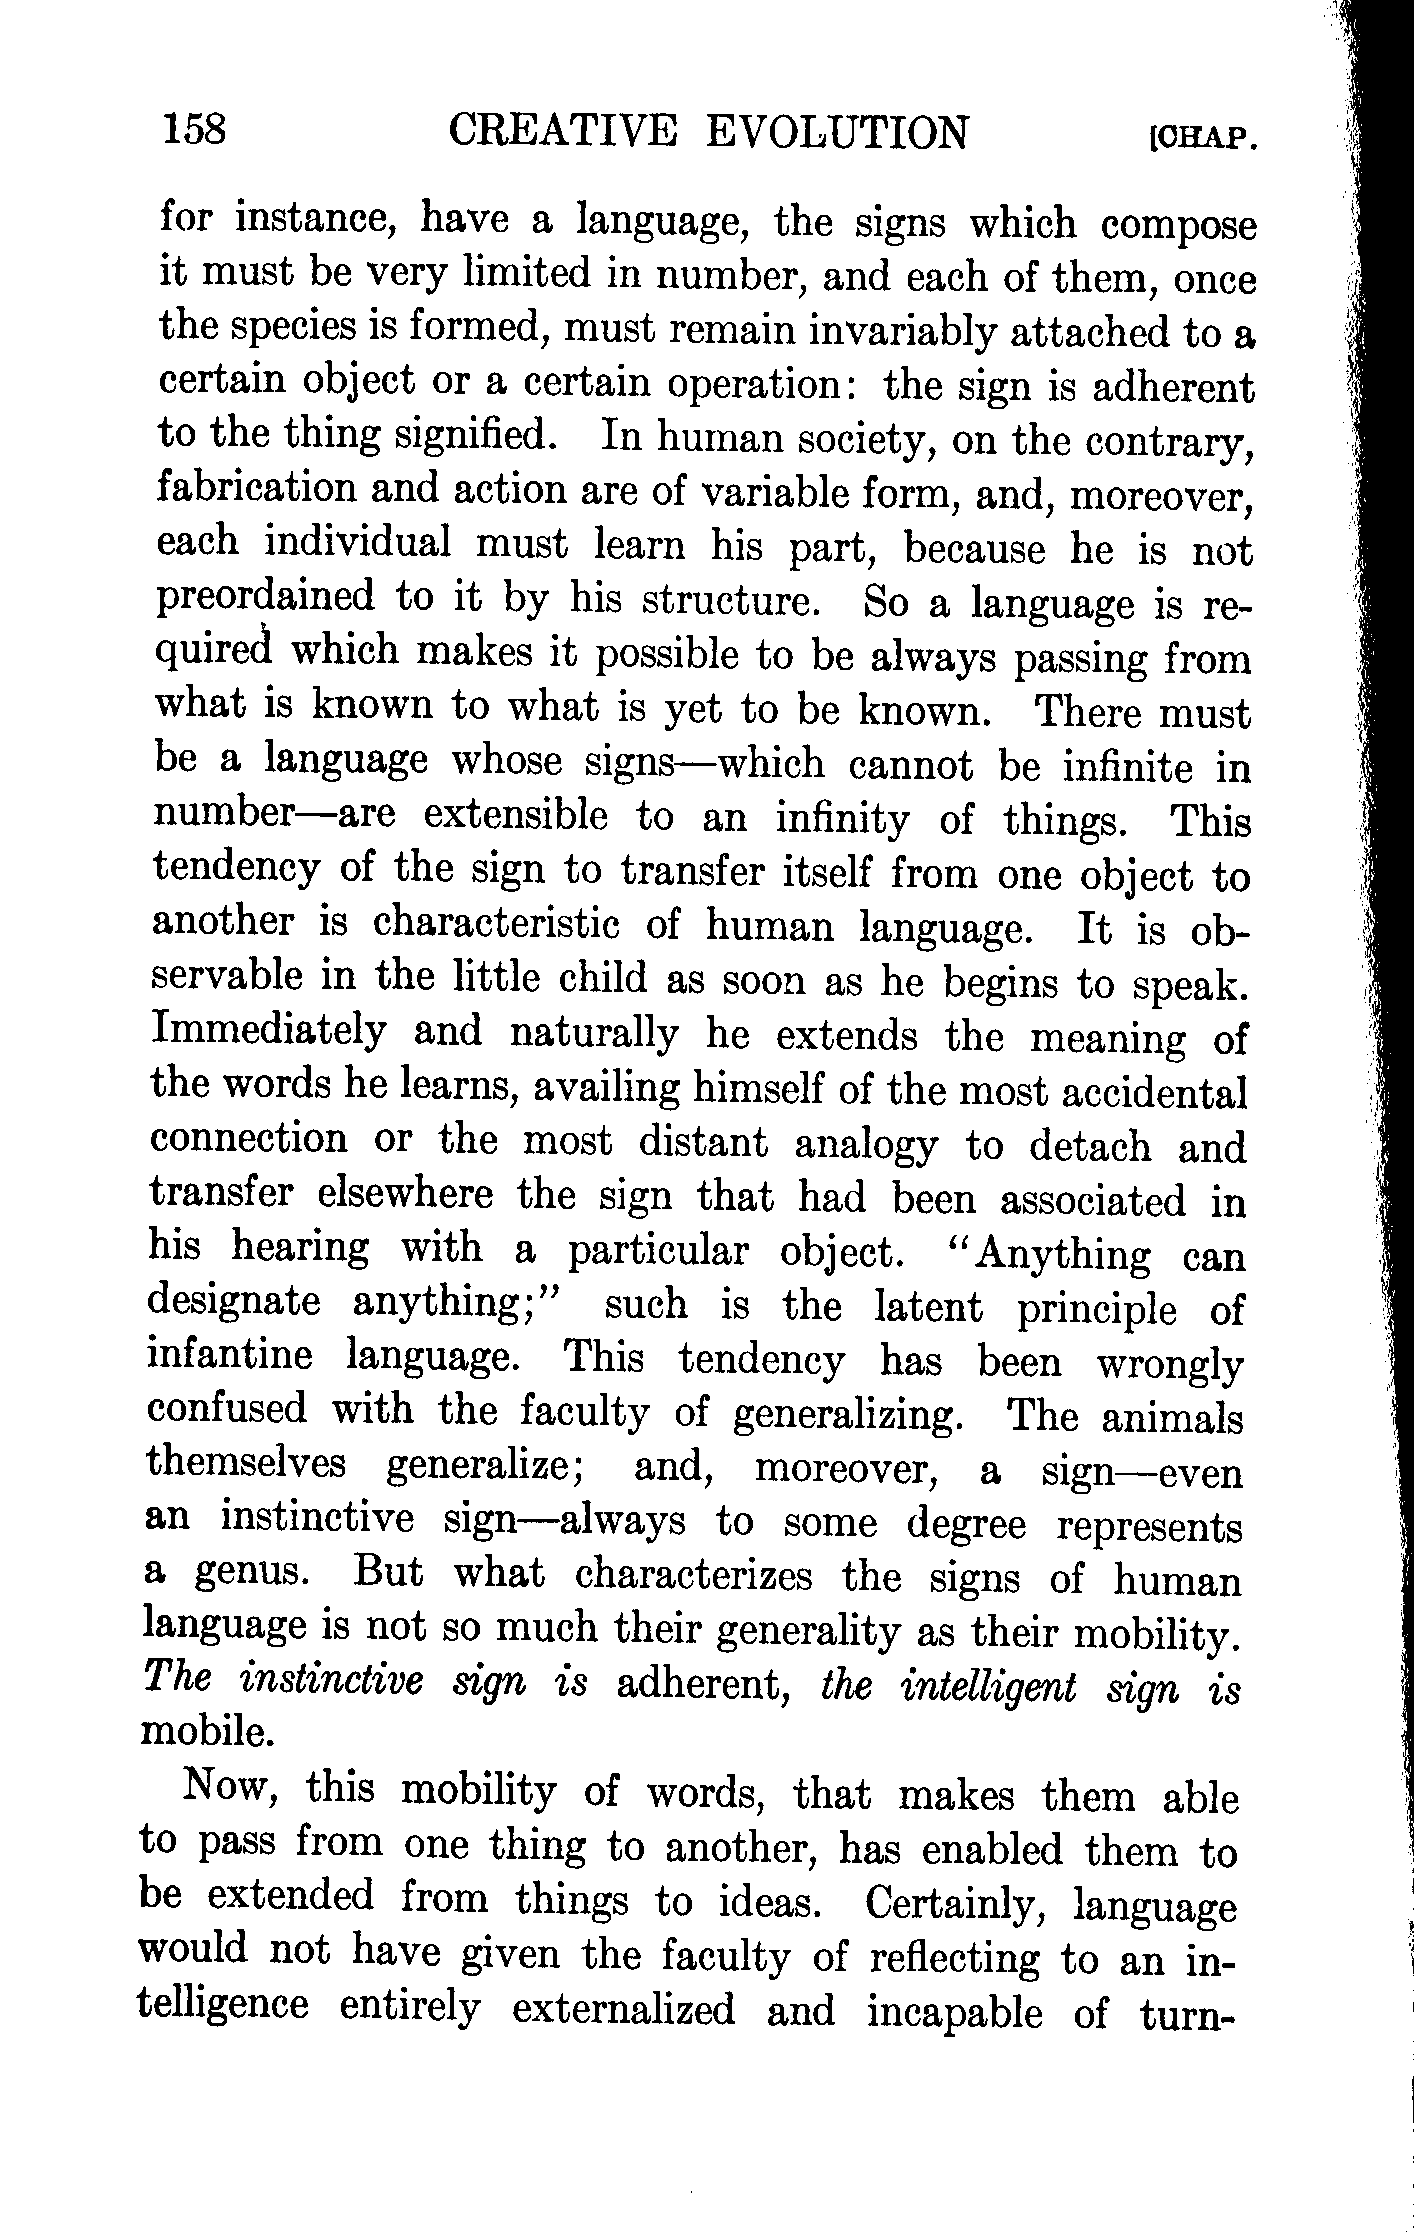 158 CREATIVE EVOLUTION [CHAP.
for instance, have a language, the signs which compose
it must be very limited in number, and each of them, once
the species is formed, must remain invariably attached to a
certain object or a certain operation: the sign is adherent
to the thing signified. In human society, on the contrary,
fabrication and action are of variable form, and, moreover,
each individual must learn his part, because he is not
preordained to it by his structure. So a language is re-
quired which makes it possible to be always passing from
what is known to what is yet to be known. There must
be a language whose signs—which cannot be infinite in
number—are extensible to an infinity of things. This
tendency of the sign to transfer itself from one object to
another is characteristic of human language. It is ob-
servable in the little child as soon as he begins to speak.
Immediately and naturally he extends the meaning of
the words he learns, availing himself of the most accidental
connection or the most distant analogy to detach and
transfer elsewhere the sign that had been associated in
his hearing with a particular object. “Anything can
designate anything;” such is the latent principle of
infantine language. This tendency has been wrongly
confused with the faculty of generalizing. The animals
themselves generalize; and, moreover, a sign—even
an instinctive sign—always to some degree represents
a genus. But what characterizes the signs of human
language is not so much their generality as their mobility.
The instinctive sign is adherent, the intelligent sign is
mobile.
Now, this mobility of words, that makes them able
to pass from one thing to another, has enabled them to
be extended from things to ideas. Certainly, language
would not have given the faculty of reflecting to an in-
telligence entirely externalized and incapable of turn-